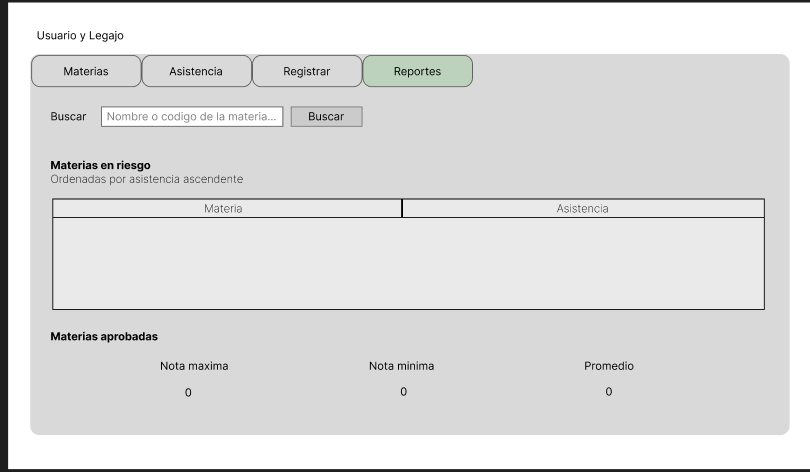 Usuario y Legajo
Materias Asistencia Registrar Reportes
Buscar Nombre o codigo de la materia... Buscar
Materias en riesgo
Ordenadas por asistencia ascendente
Materia Asistencia
Materias aprobadas
Nota maxima Nota minima Promedio
0 0 0